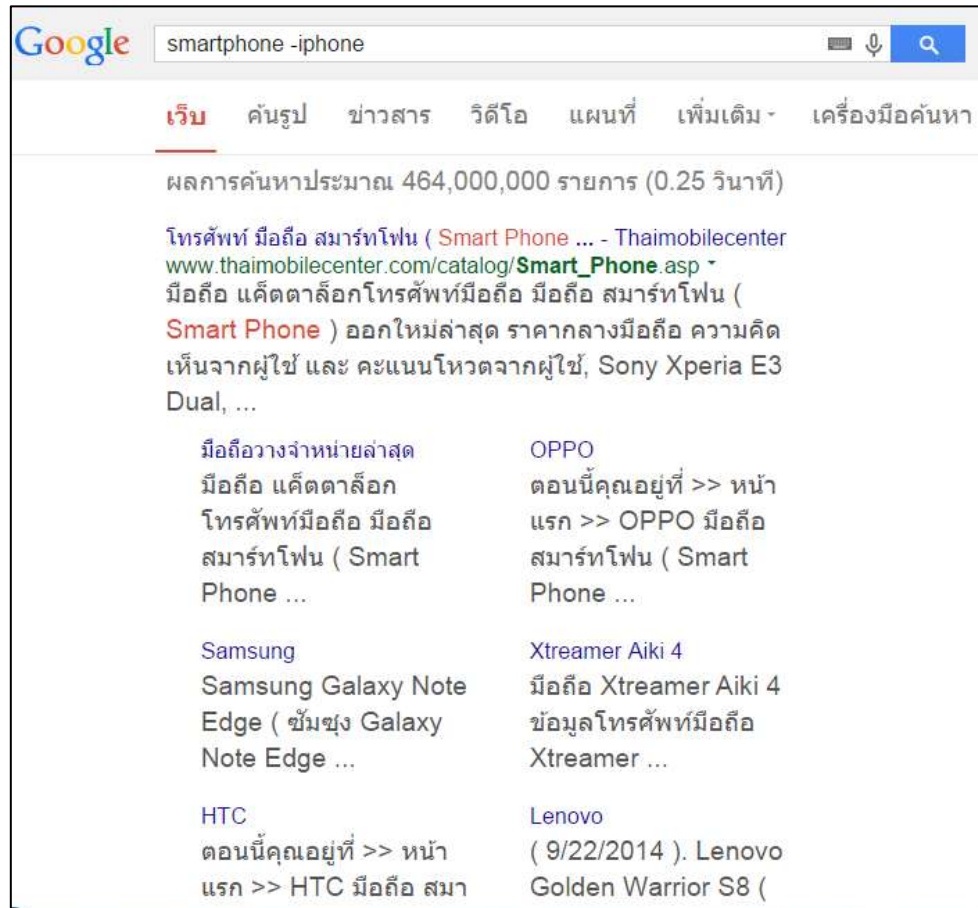 Google smartphone -iphone
เว็บ ค้นรูป ข่าวสาร วิดีโอ แผนที่ เพิ่มเติม เครื่องมือค้นหา
ผลการค้นหาประมาณ 464,000,000 รายการ (0.25 วินาที)
โทรศัพท์ มือถือ สมาร์ทโฟน ( Smart Phone ... - Thaimobilecenter
www.thaimobilecenter.com/catalog/Smart_Phone.asp
มือถือ แค็ตตาล็อกโทรศัพท์มือถือ มือถือ สมาร์ทโฟน (
Smart Phone ) ออกใหม่ล่าสุด ราคากลางมือถือ ความคิด
เห็นจากผู้ใช้ และ คะแนนโหวตจากผู้ใช้, Sony Xperia E3
Dual, ...
มือถือวางจำหน่ายล่าสุด
มือถือ แค็ตตาล็อก
โทรศัพท์มือถือ มือถือ
สมาร์ทโฟน ( Smart
Phone ...
OPPO
ตอนนี้คุณอยู่ที่ >> หน้า
แรก >> OPPO มือถือ
สมาร์ทโฟน ( Smart
Phone ...
Samsung
Samsung Galaxy Note
Edge ( ซัมซุง Galaxy
Note Edge ...
Xtreamer Aiki 4
มือถือ Xtreamer Aiki 4
ข้อมูลโทรศัพท์มือถือ
Xtreamer ...
HTC
ตอนนี้คุณอยู่ที่ >> หน้า
แรก >> HTC มือถือ สมา
Lenovo
( 9/22/2014 ). Lenovo
Golden Warrior S8 (